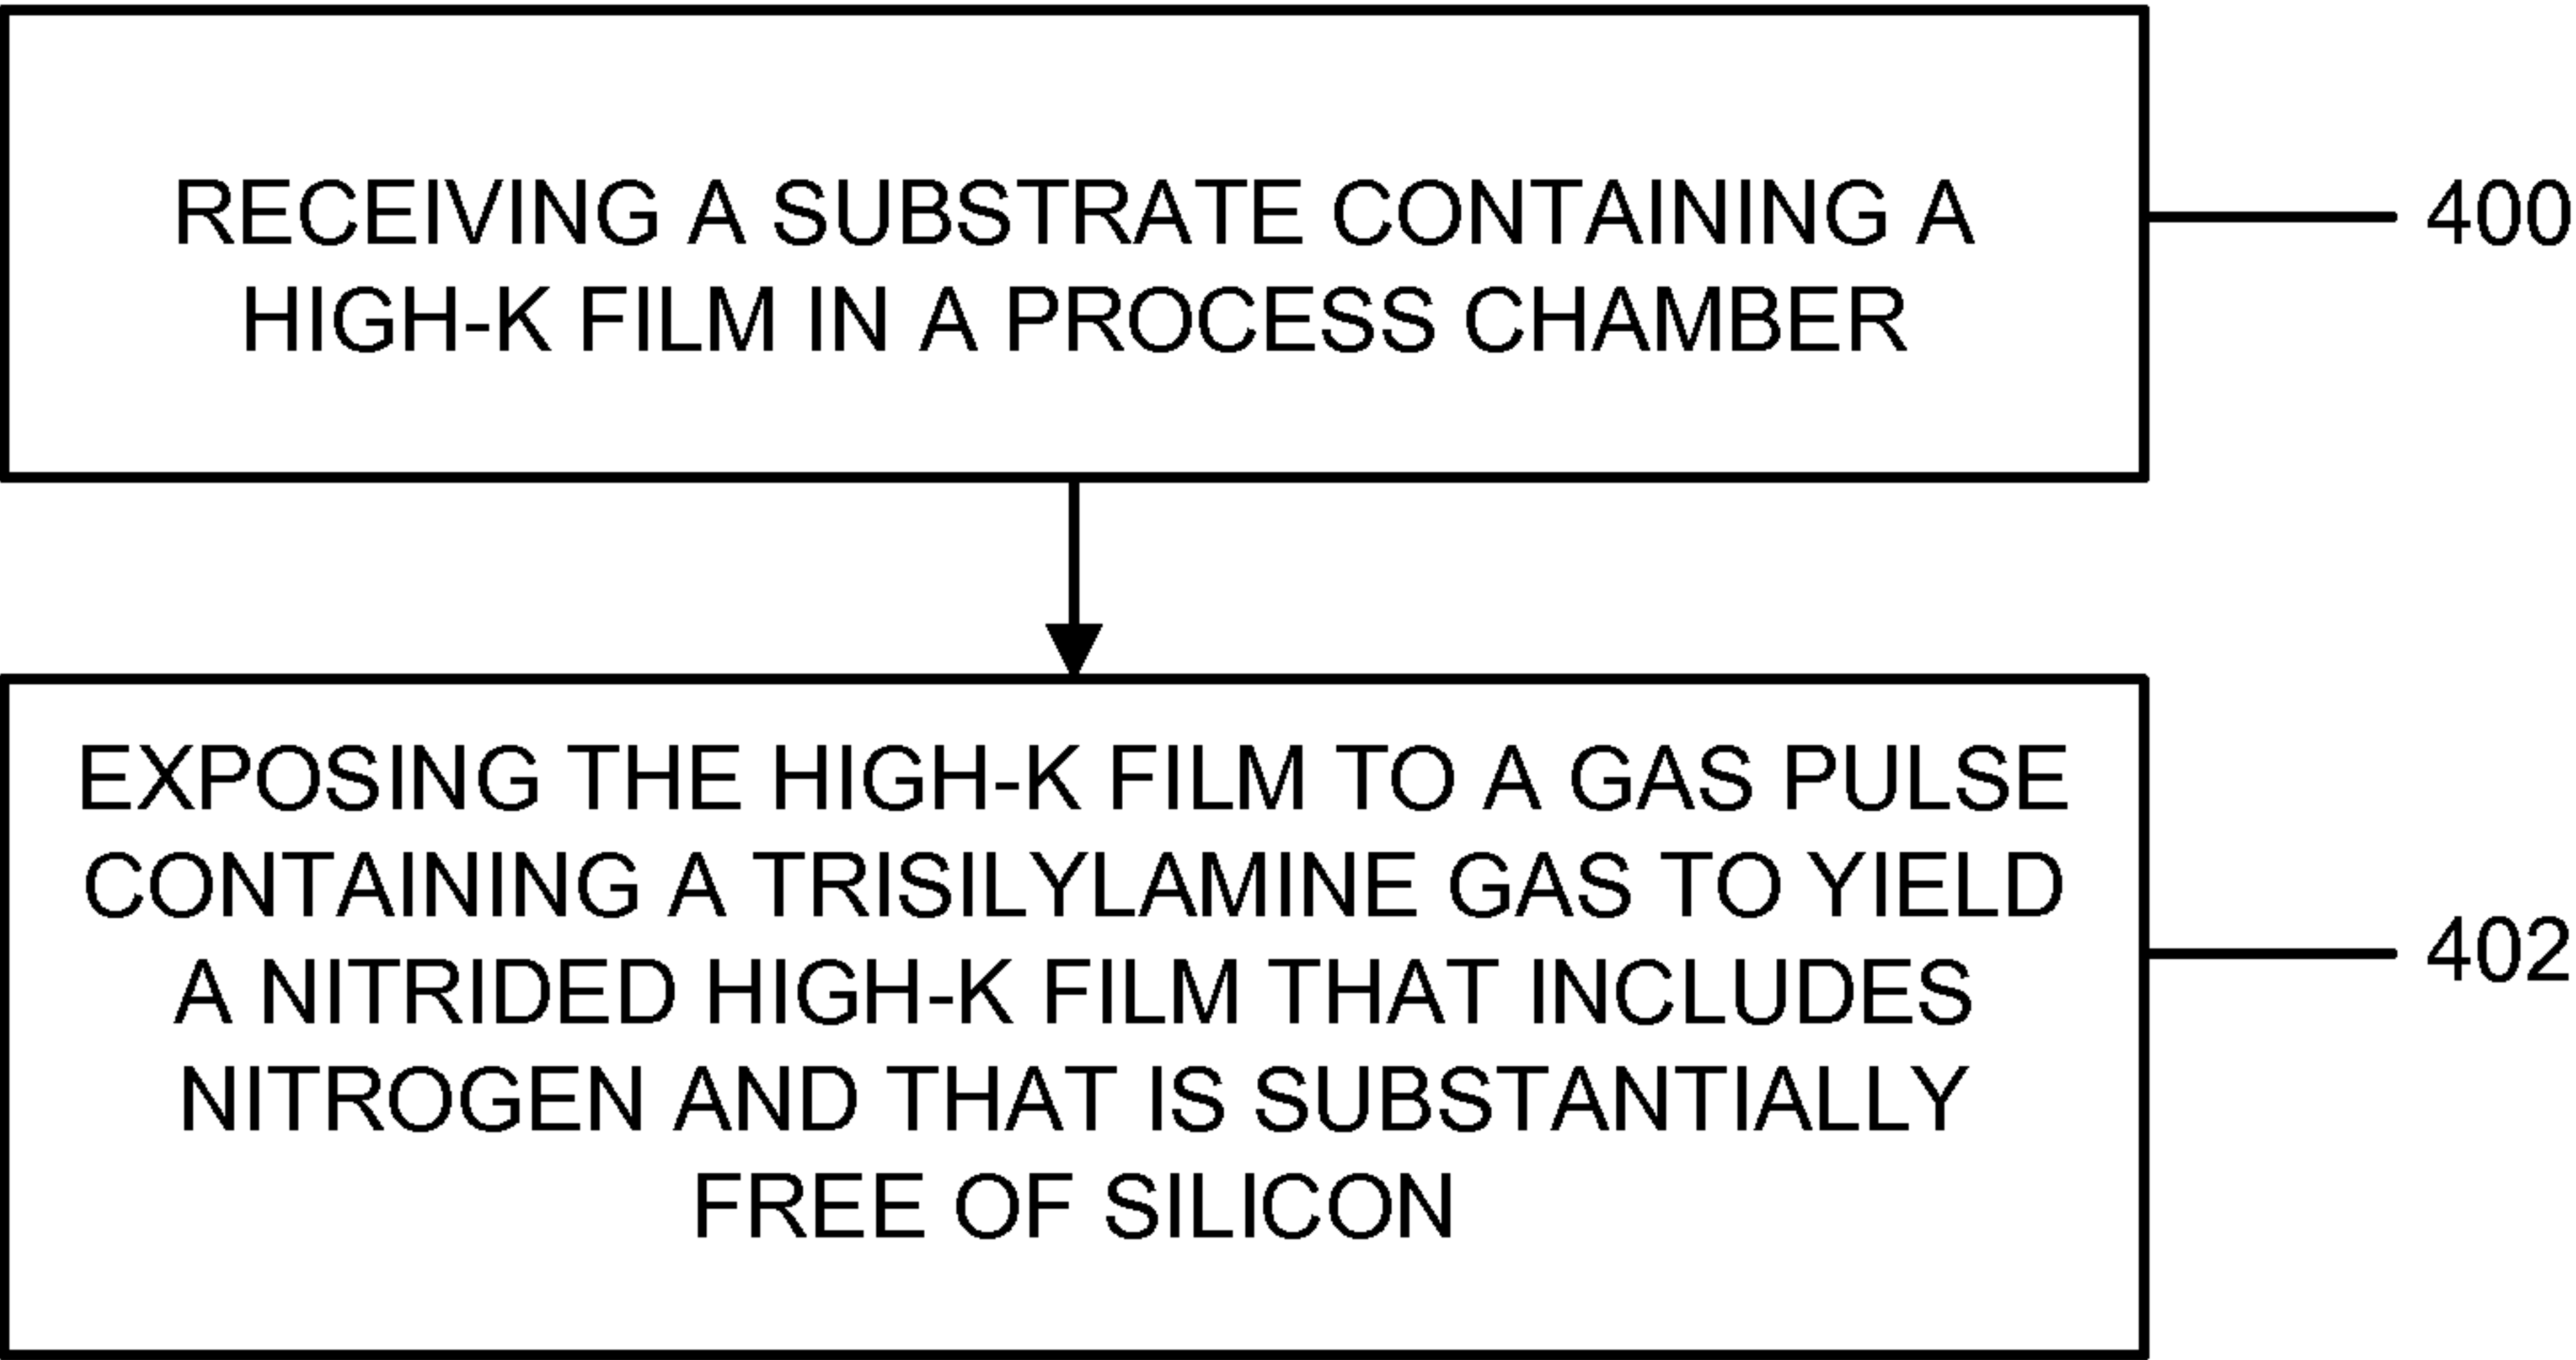 RECEIVING A SUBSTRATE CONTAINING A
HIGH-K FILM IN A PROCESS CHAMBER
400
EXPOSING THE HIGH-K FILM TO A GAS PULSE
CONTAINING A TRISILYLAMINE GAS TO YIELD
A NITRIDED HIGH-K FILM THAT INCLUDES
NITROGEN AND THAT IS SUBSTANTIALLY
FREE OF SILICON
402